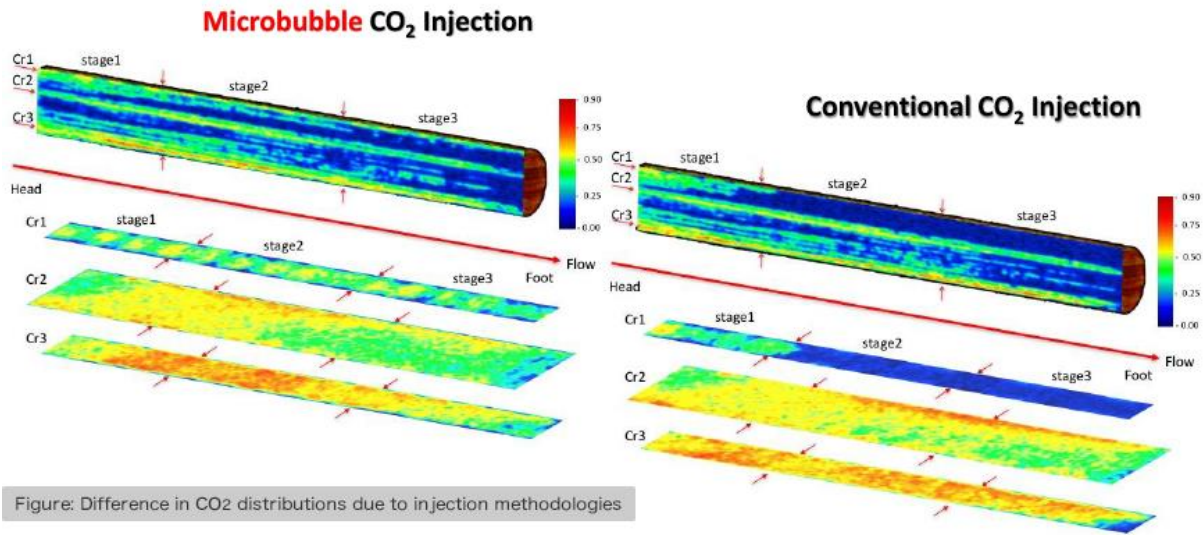 Microbubble CO2 Injection
Cr1
stage1
Cr2
stage2
Cr3
stage3
0.90
0.75
0.50
0.25
0.00
Head
Flow
Cr1
stage1
stage2
stage3
Foot
Cr2
Cr3
Conventional CO2 Injection
Cr1
stage1
Cr2
stage2
Cr3
stage3
0.90
0.75
0.50
0.25
0.00
Head
Flow
Cr1
stage1
stage2
stage3
Foot
Cr2
Cr3
Figure: Difference in CO2 distributions due to injection methodologies